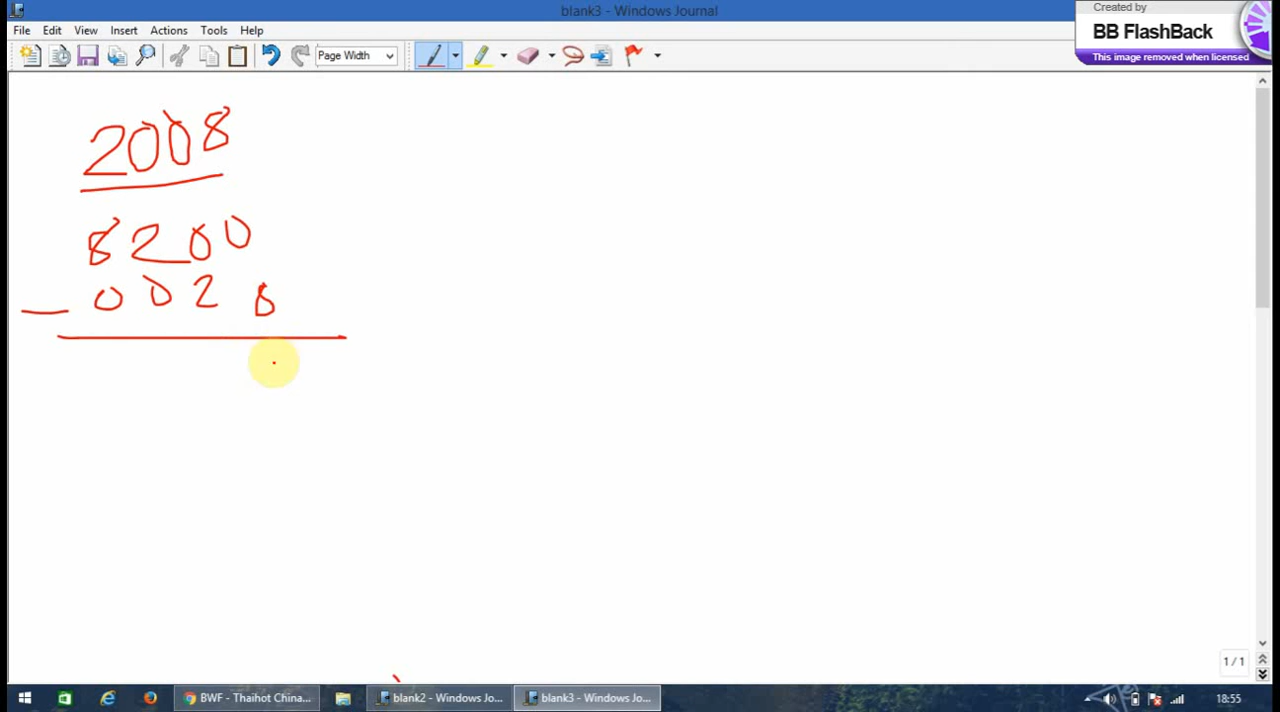 blank3 - Windows Journal
Created by
BB FlashBack
This image removed when licensed
File Edit View Insert Actions Tools Help
Page Width
2008
8200
- 0028
1 / 1
BWF - Thaihot China...
blank2 - Windows Jo...
blank3 - Windows Jo...
18:55